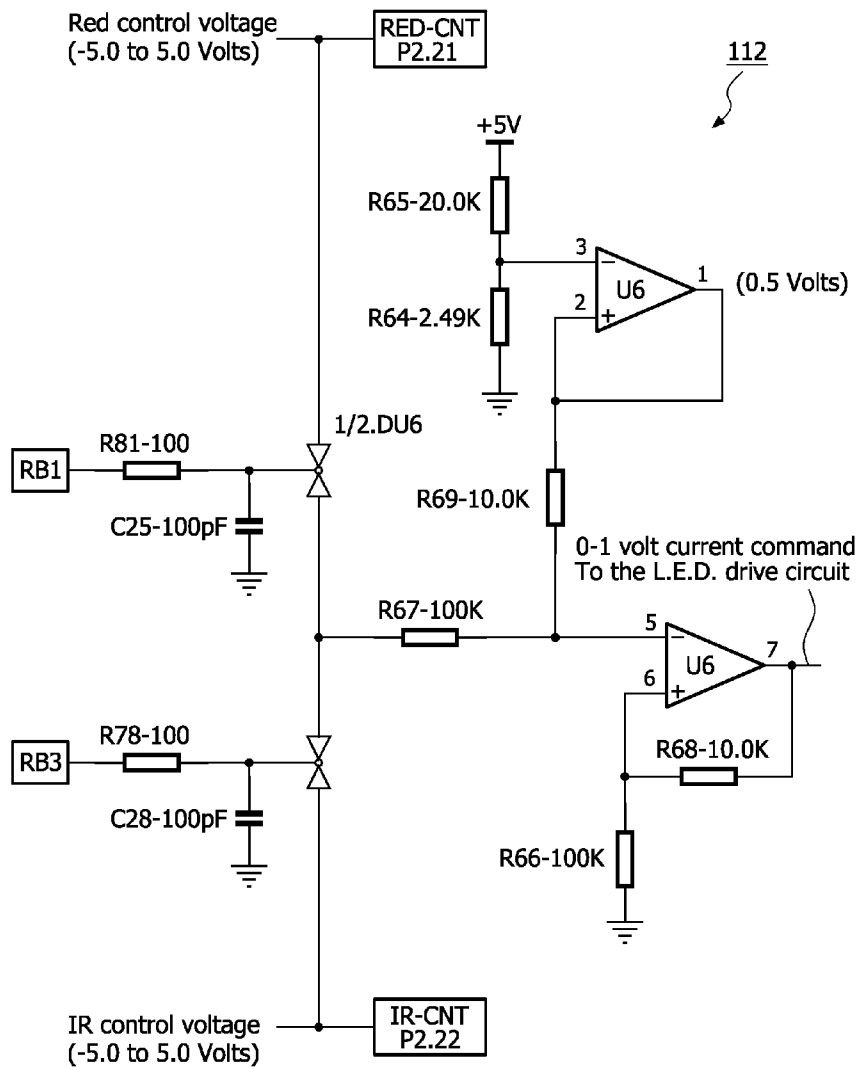 Red control voltage
(-5.0 to 5.0 Volts)
RED-CNT
P2.21
112
+5V
R65-20.0K
3
−
1
(0.5 Volts)
U6
R64-2.49K
2
+
1/2.DU6
R81-100
RB1
R69-10.0K
C25-100pF
0-1 volt current command
To the L.E.D. drive circuit
R67-100K
5
−
7
U6
6
+
R78-100
R68-10.0K
RB3
C28-100pF
R66-100K
IR control voltage
(-5.0 to 5.0 Volts)
IR-CNT
P2.22